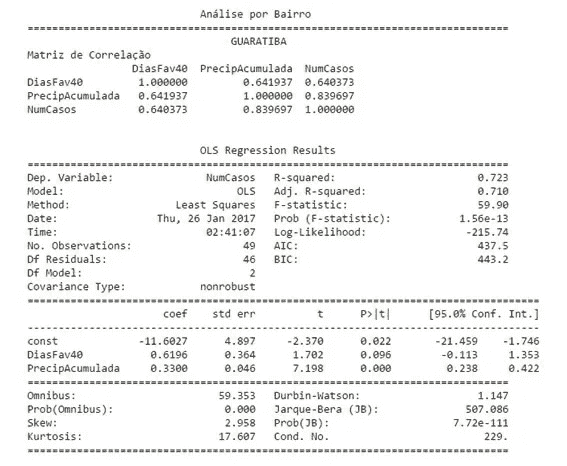 Análise por Bairro
==============================================================================
GUARATIBA
Matriz de Correlação
DiasFav40 PrecipAcumulada NumCasos
DiasFav40 1.000000 0.641937 0.640373
PrecipAcumulada 0.641937 1.000000 0.839697
NumCasos 0.640373 0.839697 1.000000
OLS Regression Results
==============================================================================
Dep. Variable: NumCasos R-squared: 0.723
Model: OLS Adj. R-squared: 0.710
Method: Least Squares F-statistic: 59.90
Date: Thu, 26 Jan 2017 Prob (F-statistic): 1.56e-13
Time: 02:41:07 Log-Likelihood: -215.74
No. Observations: 49 AIC: 437.5
Df Residuals: 46 BIC: 443.2
Df Model: 2
Covariance Type: nonrobust
===================================================================================
coef std err t P>|t| [95.0% Conf. Int.]
-----------------------------------------------------------------------------------
const -11.6027 4.897 -2.370 0.022 -21.459 -1.746
DiasFav40 0.6196 0.364 1.702 0.096 -0.113 1.353
PrecipAcumulada 0.3300 0.046 7.198 0.000 0.238 0.422
==============================================================================
Omnibus: 59.353 Durbin-Watson: 1.147
Prob(Omnibus): 0.000 Jarque-Bera (JB): 507.086
Skew: 2.958 Prob(JB): 7.72e-111
Kurtosis: 17.607 Cond. No. 229.
==============================================================================